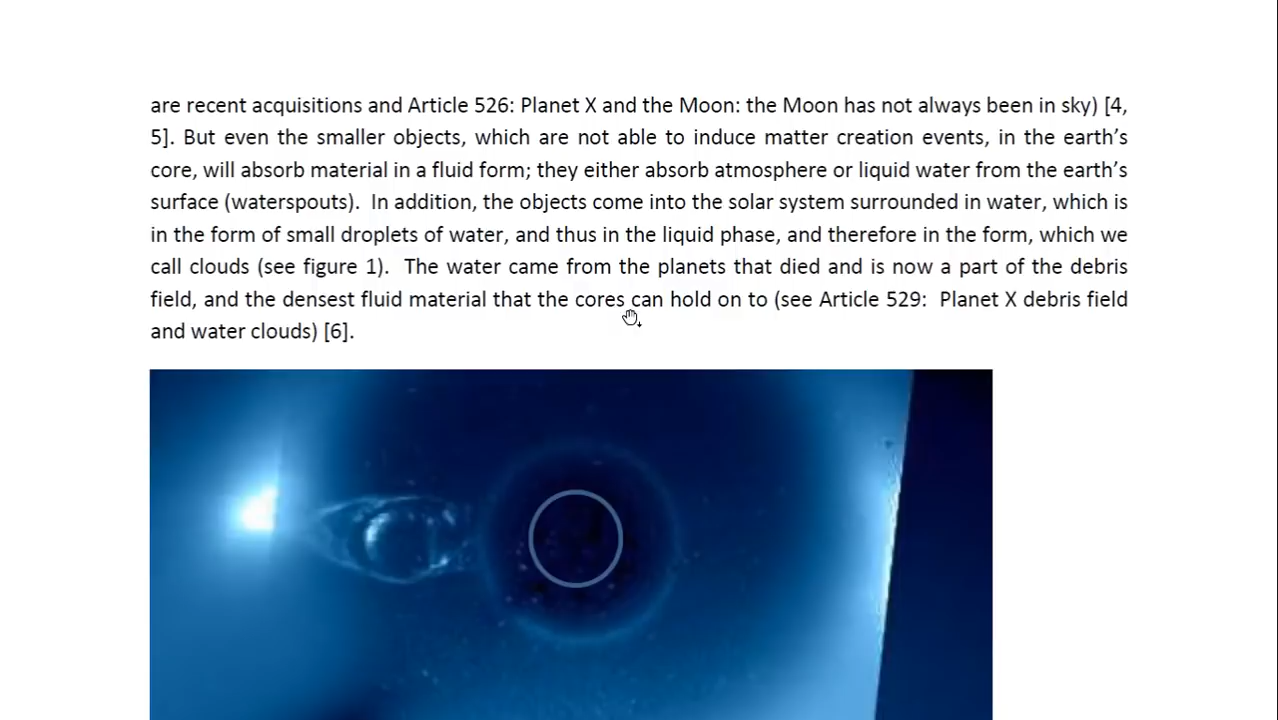 are recent acquisitions and Article 526: Planet X and the Moon: the Moon has not always been in sky) [4,
5]. But even the smaller objects, which are not able to induce matter creation events, in the earth’s
core, will absorb material in a fluid form; they either absorb atmosphere or liquid water from the earth’s
surface (waterspouts).  In addition, the objects come into the solar system surrounded in water, which is
in the form of small droplets of water, and thus in the liquid phase, and therefore in the form, which we
call clouds (see figure 1).  The water came from the planets that died and is now a part of the debris
field, and the densest fluid material that the cores can hold on to (see Article 529:  Planet X debris field
and water clouds) [6].